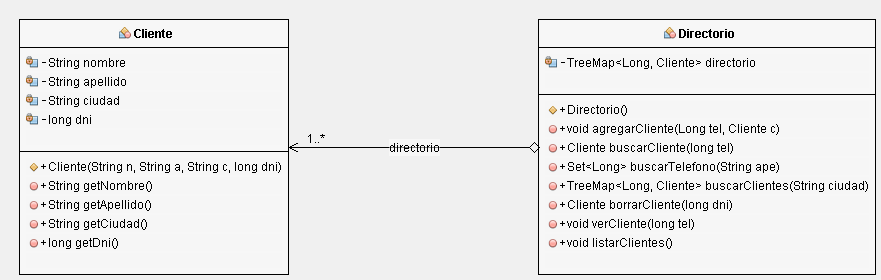 Cliente
- String nombre
- String apellido
- String ciudad
- long dni
+ Cliente(String n, String a, String c, long dni)
+ String getNombre()
+ String getApellido()
+ String getCiudad()
+ long getDni()
1..*
directorio
Directorio
- TreeMap<Long, Cliente> directorio
+ Directorio()
+ void agregarCliente(Long tel, Cliente c)
+ Cliente buscarCliente(long tel)
+ Set<Long> buscarTelefono(String ape)
+ TreeMap<Long, Cliente> buscarClientes(String ciudad)
+ Cliente borrarCliente(long dni)
+ void verCliente(long tel)
+ void listarClientes()